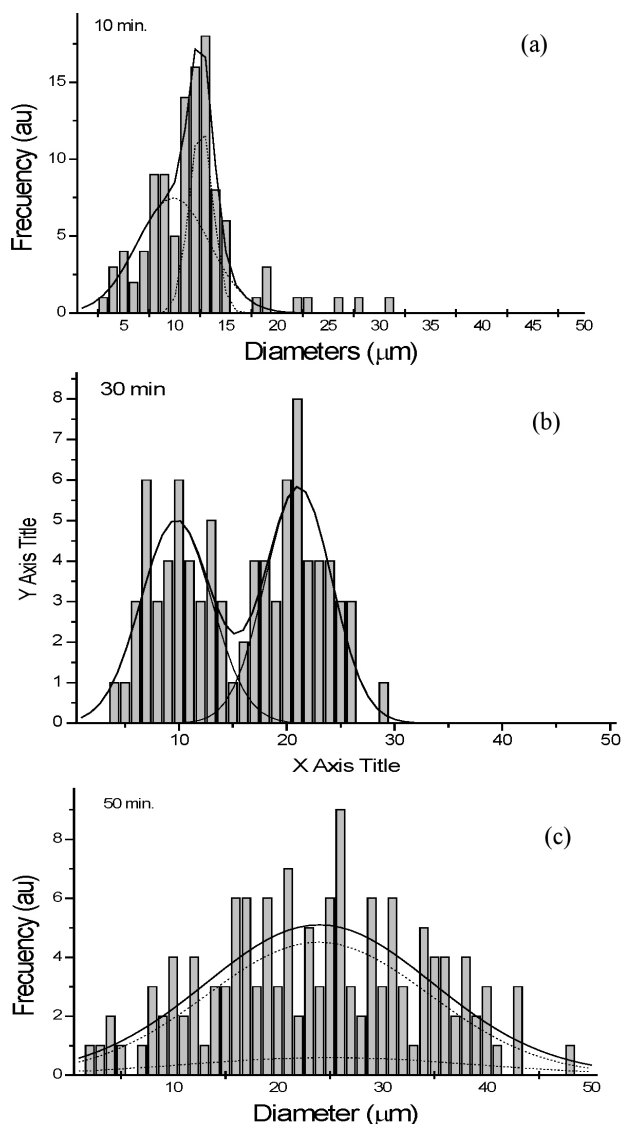 10 min.
(a)
15
10
5
0
Frecuency (au)
5 10 15 20 25 30 35 40 45 50
Diameters (μm)
30 min
(b)
8
7
6
5
4
3
2
1
0
Y Axis Title
10 20 30 40 50
X Axis Title
50 min.
(c)
8
6
4
2
0
Frecuency (au)
10 20 30 40 50
Diameter (μm)